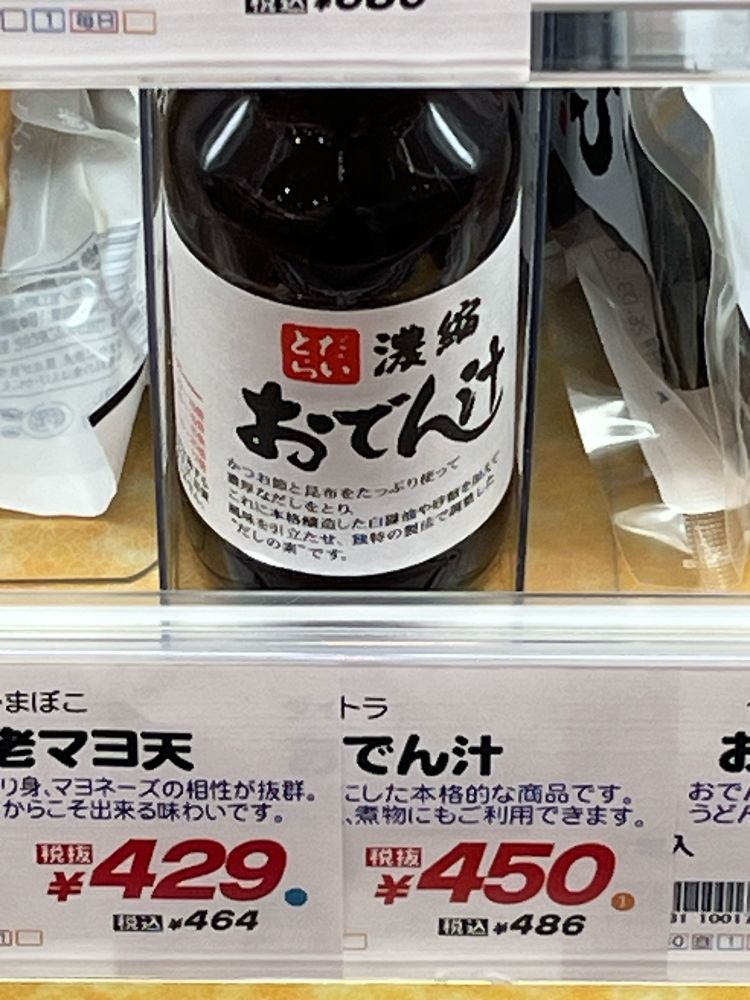 1 毎日
税込
たい
とら
濃縮
おでん汁
かつお節と昆布をたっぷり使って
濃厚なだしをとり、
これに本格醸造した白醤油や砂糖を加えて
風味を引立たせ、独特の製法で調整した
"だしの素"です。
まぼこ
老マヨ天
り身、マヨネーズの相性が抜群。
からこそ出来る味わいです。
税抜
¥429
税込 ¥464
トラ
でん汁
こした本格的な商品です。
、煮物にもご利用できます。
税抜
¥450
1
税込 ¥486
お
おでん
うどん
入